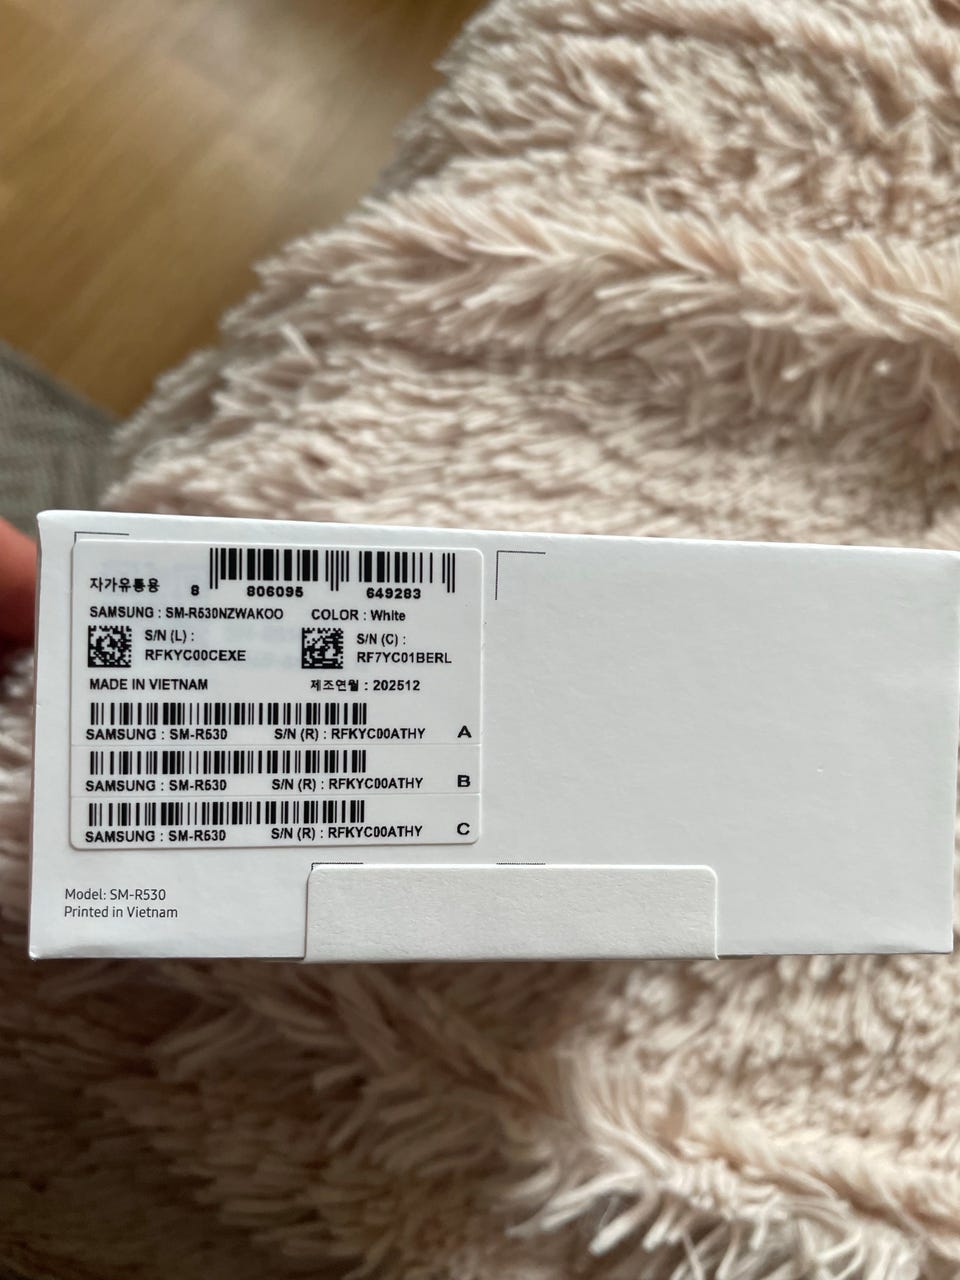 자가유통용
8 806095 649283
SAMSUNG : SM-R530NZWAKOO COLOR : White
S/N (L) : S/N (C) :
RFKYC00CEXE RF7YC01BERL
MADE IN VIETNAM 제조연월 : 202512
SAMSUNG : SM-R530 S/N (R) : RFKYC00ATHY A
SAMSUNG : SM-R530 S/N (R) : RFKYC00ATHY B
SAMSUNG : SM-R530 S/N (R) : RFKYC00ATHY C
Model: SM-R530
Printed in Vietnam